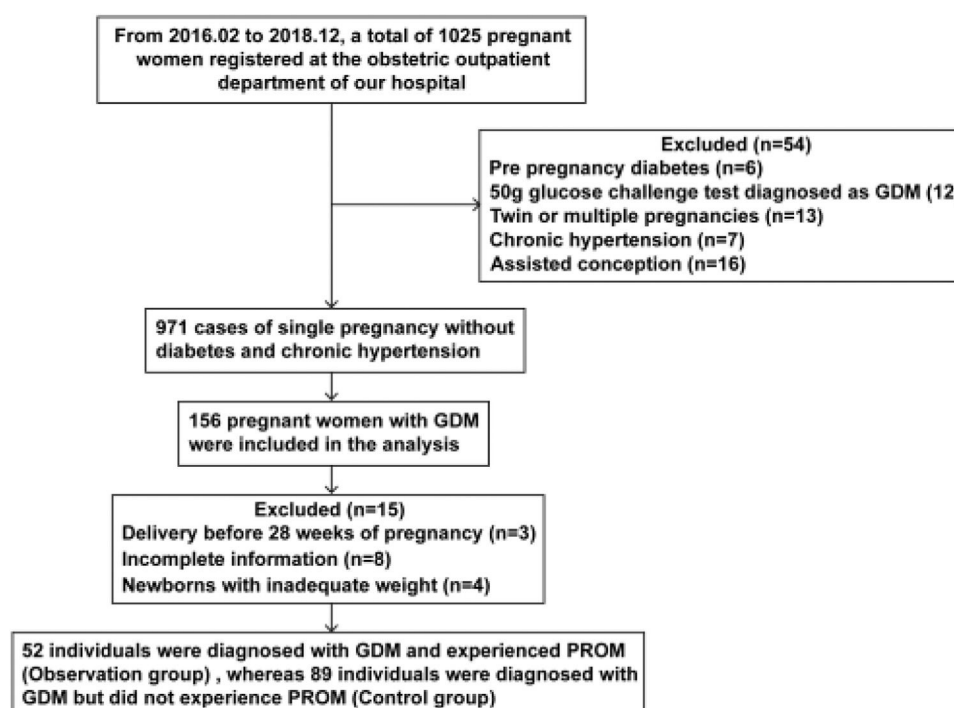 From 2016.02 to 2018.12, a total of 1025 pregnant
women registered at the obstetric outpatient
department of our hospital
Excluded (n=54)
Pre pregnancy diabetes (n=6)
50g glucose challenge test diagnosed as GDM (12
Twin or multiple pregnancies (n=13)
Chronic hypertension (n=7)
Assisted conception (n=16)
971 cases of single pregnancy without
diabetes and chronic hypertension
156 pregnant women with GDM
were included in the analysis
Excluded (n=15)
Delivery before 28 weeks of pregnancy (n=3)
Incomplete information (n=8)
Newborns with inadequate weight (n=4)
52 individuals were diagnosed with GDM and experienced PROM
(Observation group) , whereas 89 individuals were diagnosed with
GDM but did not experience PROM (Control group)